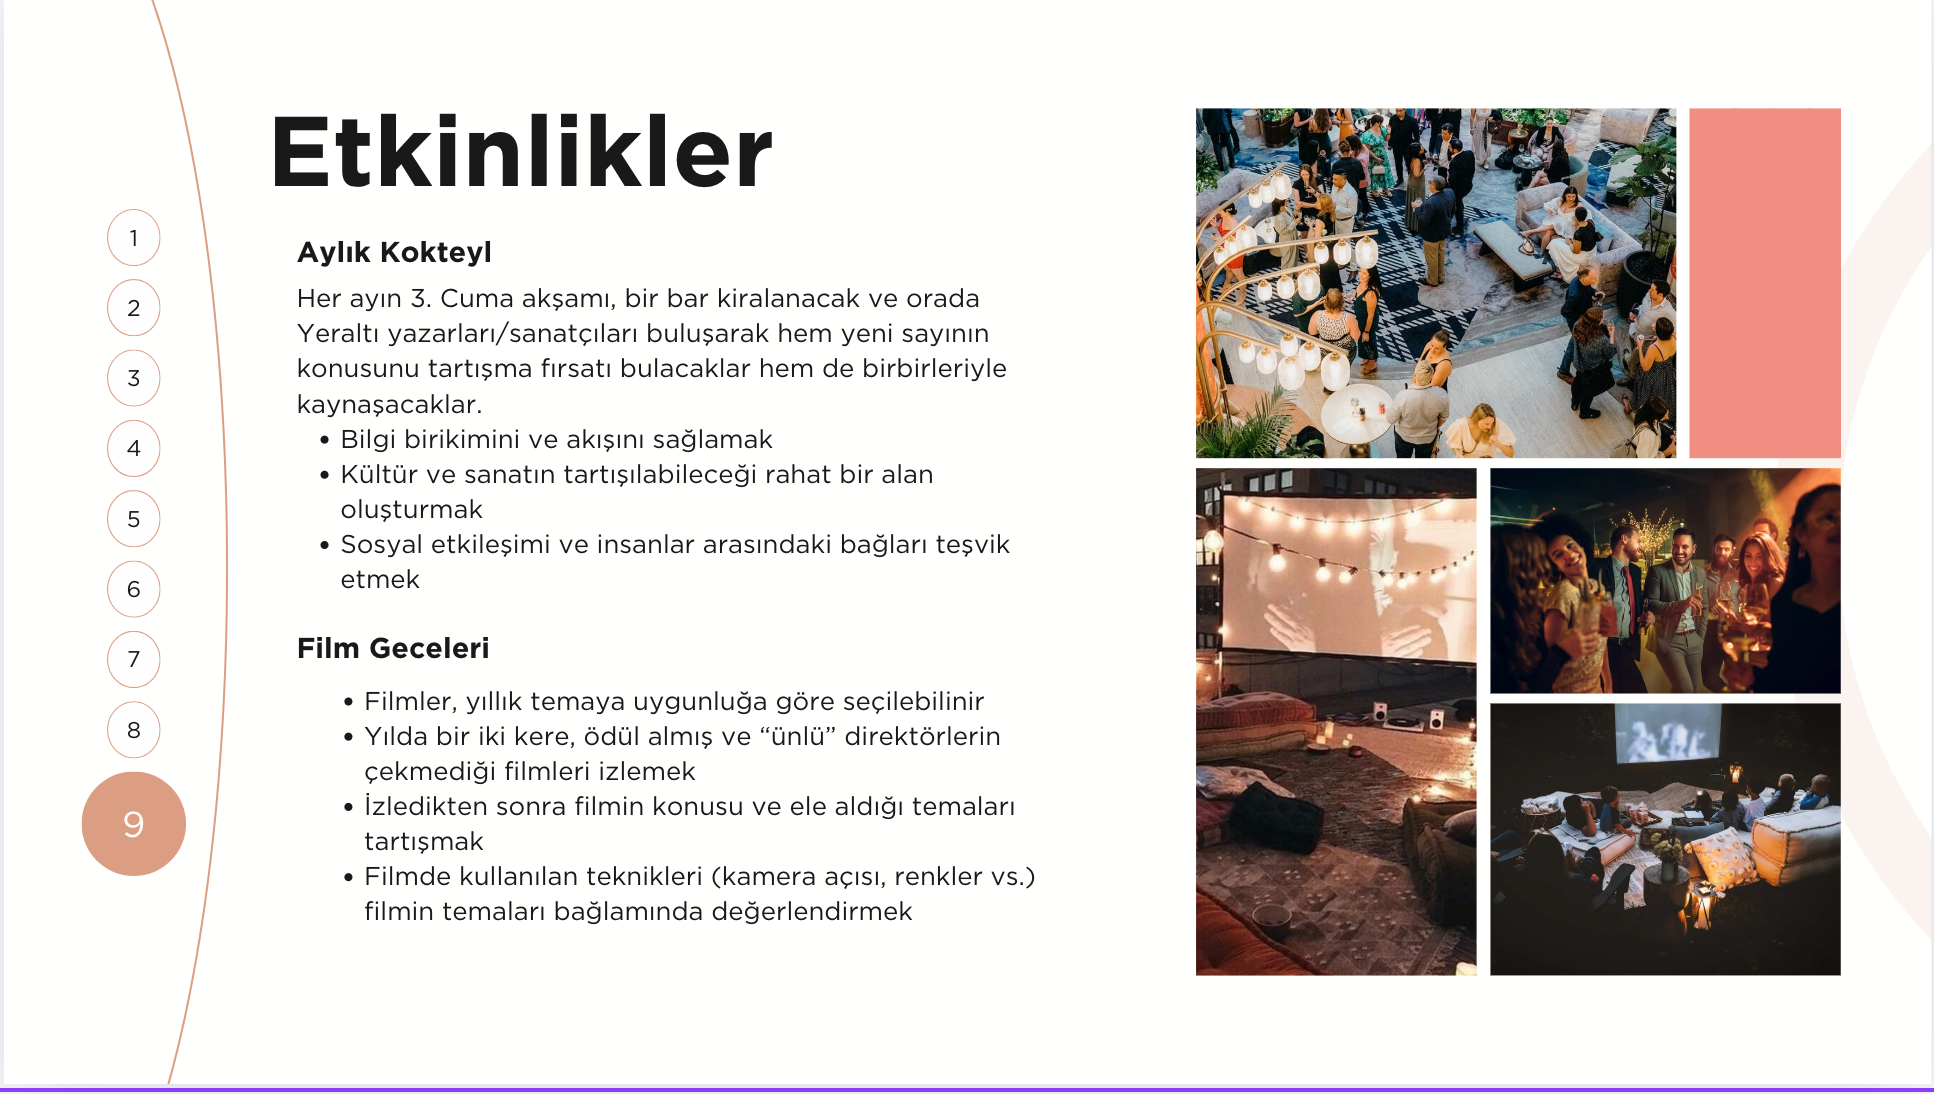 Etkinlikler
1
2
3
4
5
6
7
8
9
Aylık Kokteyl
Her ayın 3. Cuma akşamı, bir bar kiralanacak ve orada
Yeraltı yazarları/sanatçıları buluşarak hem yeni sayının
konusunu tartışma fırsatı bulacaklar hem de birbirleriyle
kaynaşacaklar.
• Bilgi birikimini ve akışını sağlamak
• Kültür ve sanatın tartışılabileceği rahat bir alan
oluşturmak
• Sosyal etkileşimi ve insanlar arasındaki bağları teşvik
etmek
Film Geceleri
• Filmler, yıllık temaya uygunluğa göre seçilebilinir
• Yılda bir iki kere, ödül almış ve “ünlü” direktörlerin
çekmediği filmleri izlemek
• İzledikten sonra filmin konusu ve ele aldığı temaları
tartışmak
• Filmde kullanılan teknikleri (kamera açısı, renkler vs.)
filmin temaları bağlamında değerlendirmek